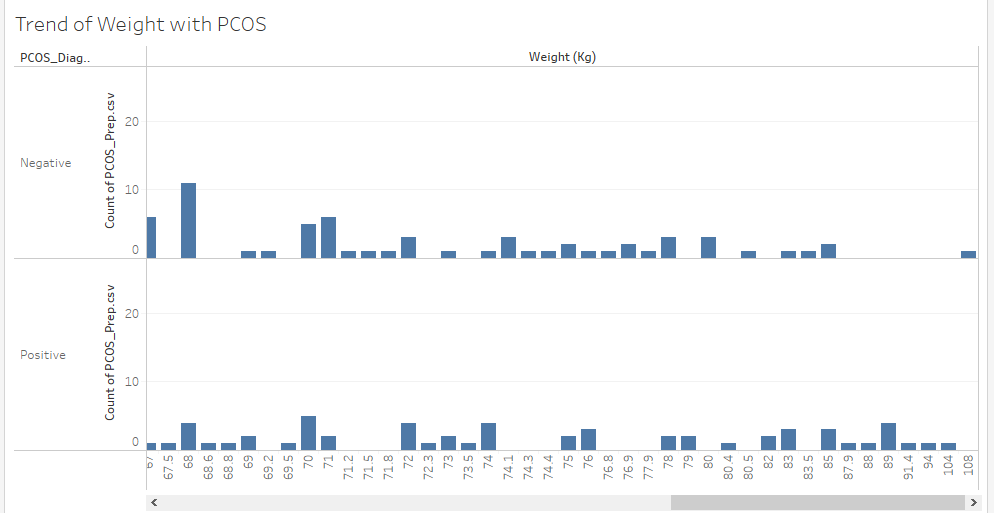 Trend of Weight with PCOS
PCOS_Diag..
Weight (Kg)
Negative
Count of PCOS_Prep.csv
20
10
0
Positive
Count of PCOS_Prep.csv
20
10
0
67 67.5 68 68.6 68.8 69 69.2 69.5 70 71 71.2 71.5 71.8 72 72.3 73 73.5 74 74.1 74.3 74.4 75 76 76.8 76.9 77.9 78 79 80 80.4 80.5 82 83 83.5 85 87.9 88 89 91.4 94 104 108